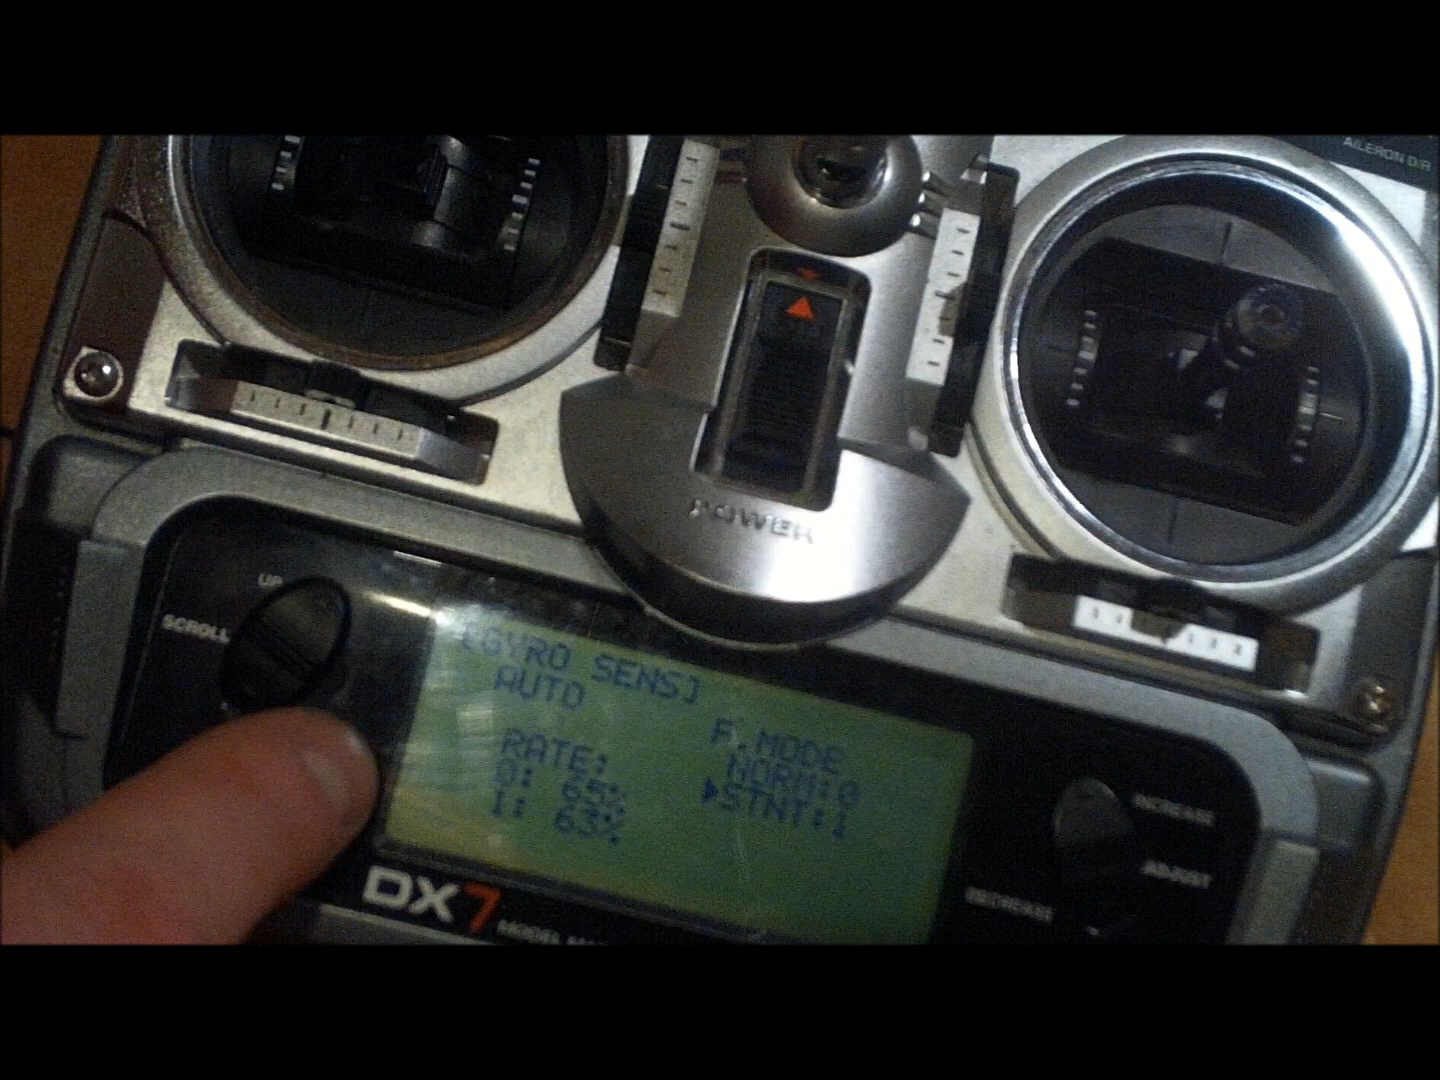 AILERON D/R
POWER
UP
SCROLL
[GYRO SENS]
AUTO
RATE:
0: 65%
1: 63%
F.MODE
NORM:0
▶STNT:1
INCREASE
ADJUST
DECREASE
DX7
MODEL